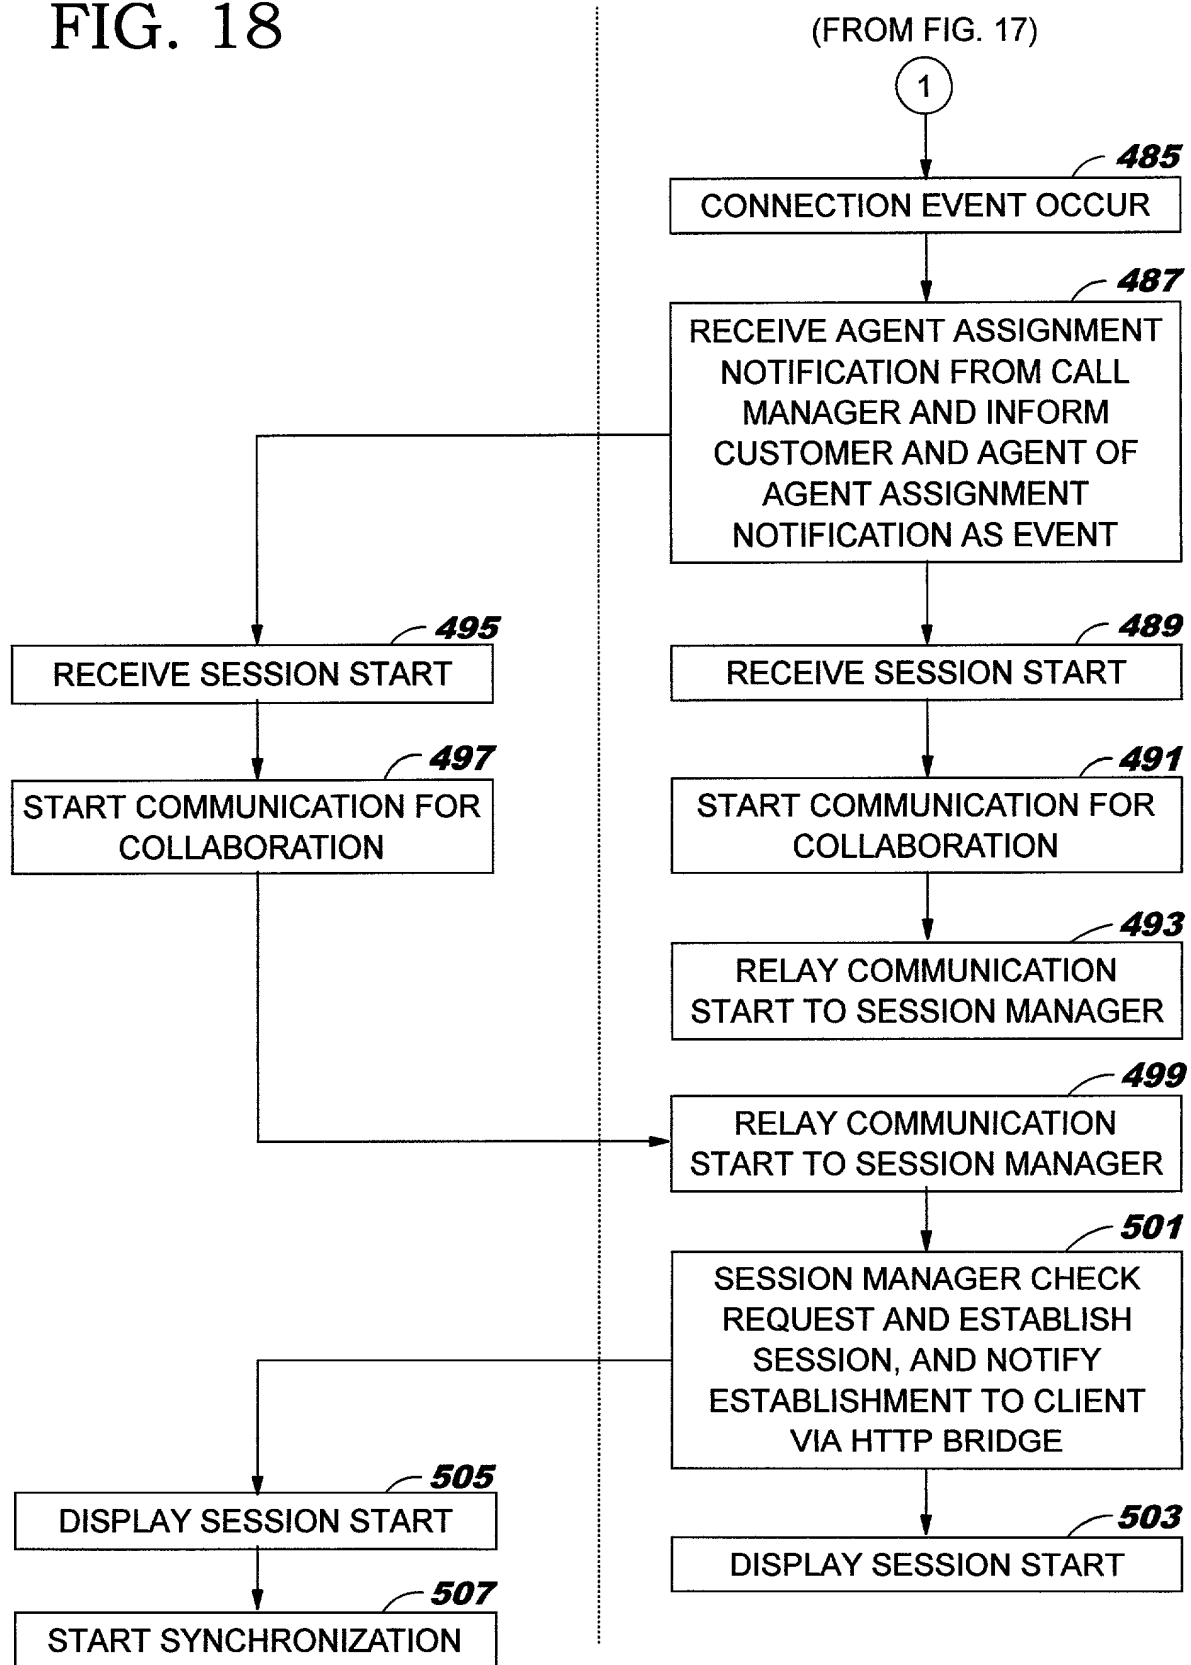 FIG. 18
(FROM FIG. 17)
1
485
CONNECTION EVENT OCCUR
487
RECEIVE AGENT ASSIGNMENT
NOTIFICATION FROM CALL
MANAGER AND INFORM
CUSTOMER AND AGENT OF
AGENT ASSIGNMENT
NOTIFICATION AS EVENT
495
RECEIVE SESSION START
489
RECEIVE SESSION START
497
START COMMUNICATION FOR
COLLABORATION
491
START COMMUNICATION FOR
COLLABORATION
493
RELAY COMMUNICATION
START TO SESSION MANAGER
499
RELAY COMMUNICATION
START TO SESSION MANAGER
501
SESSION MANAGER CHECK
REQUEST AND ESTABLISH
SESSION, AND NOTIFY
ESTABLISHMENT TO CLIENT
VIA HTTP BRIDGE
505
DISPLAY SESSION START
503
DISPLAY SESSION START
507
START SYNCHRONIZATION